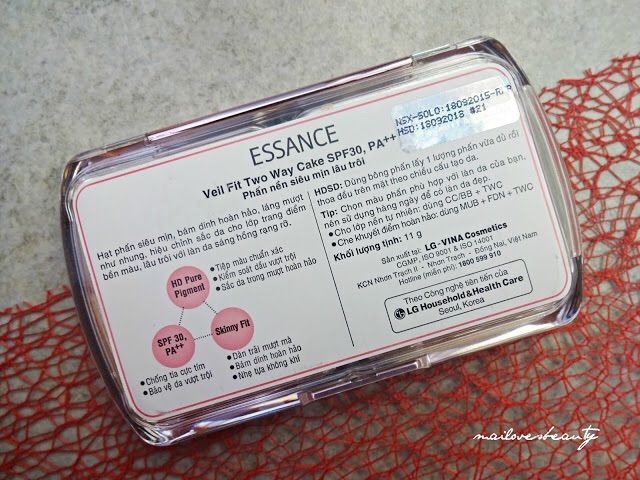 ESSANCE
Veil Fit Two Way Cake SPF30, PA++
Phấn nền siêu mịn lâu trôi
Hạt phấn siêu mịn, bám dính hoàn hảo, láng mượt
như nhung, hiệu chỉnh sắc da cho lớp trang điểm
bền màu, lâu trôi với làn da sáng hồng rạng rỡ.
HD Pure
Pigment
• Tiệp màu chuẩn xác
• Kiểm soát dầu vượt trội
• Sắc da trong mượt hoàn hảo
SPF 30,
PA++
• Chống tia cực tím
• Bảo vệ da vượt trội
Skinny Fit
• Dàn trải mượt mà
• Bám dính hoàn hảo
• Nhẹ tựa không khí
NSX-SOLO:18092015-
HSD:18092018 #21
HDSD: Dùng bông phấn lấy 1 lượng phấn vừa đủ rồi
thoa đều trên mặt theo chiều cấu tạo da.
Tip: Chọn màu phấn phù hợp với làn da của bạn,
nên sử dụng hàng ngày để có làn da đẹp.
• Cho lớp nền tự nhiên: dùng CC/BB + TWC
• Che khuyết điểm hoàn hảo: dùng MUB + FDN + TWC
Khối lượng tịnh: 11 g
Sản xuất tại: LG-VINA Cosmetics
CGMP, ISO 9001 & ISO 14001
KCN Nhơn Trạch II - Nhơn Trạch - Đồng Nai, Việt Nam
Hotline (miễn phí): 1800 599 910
Theo Công nghệ tiên tiến của
LG Household & Health Care
Seoul, Korea
mailovesbeauty